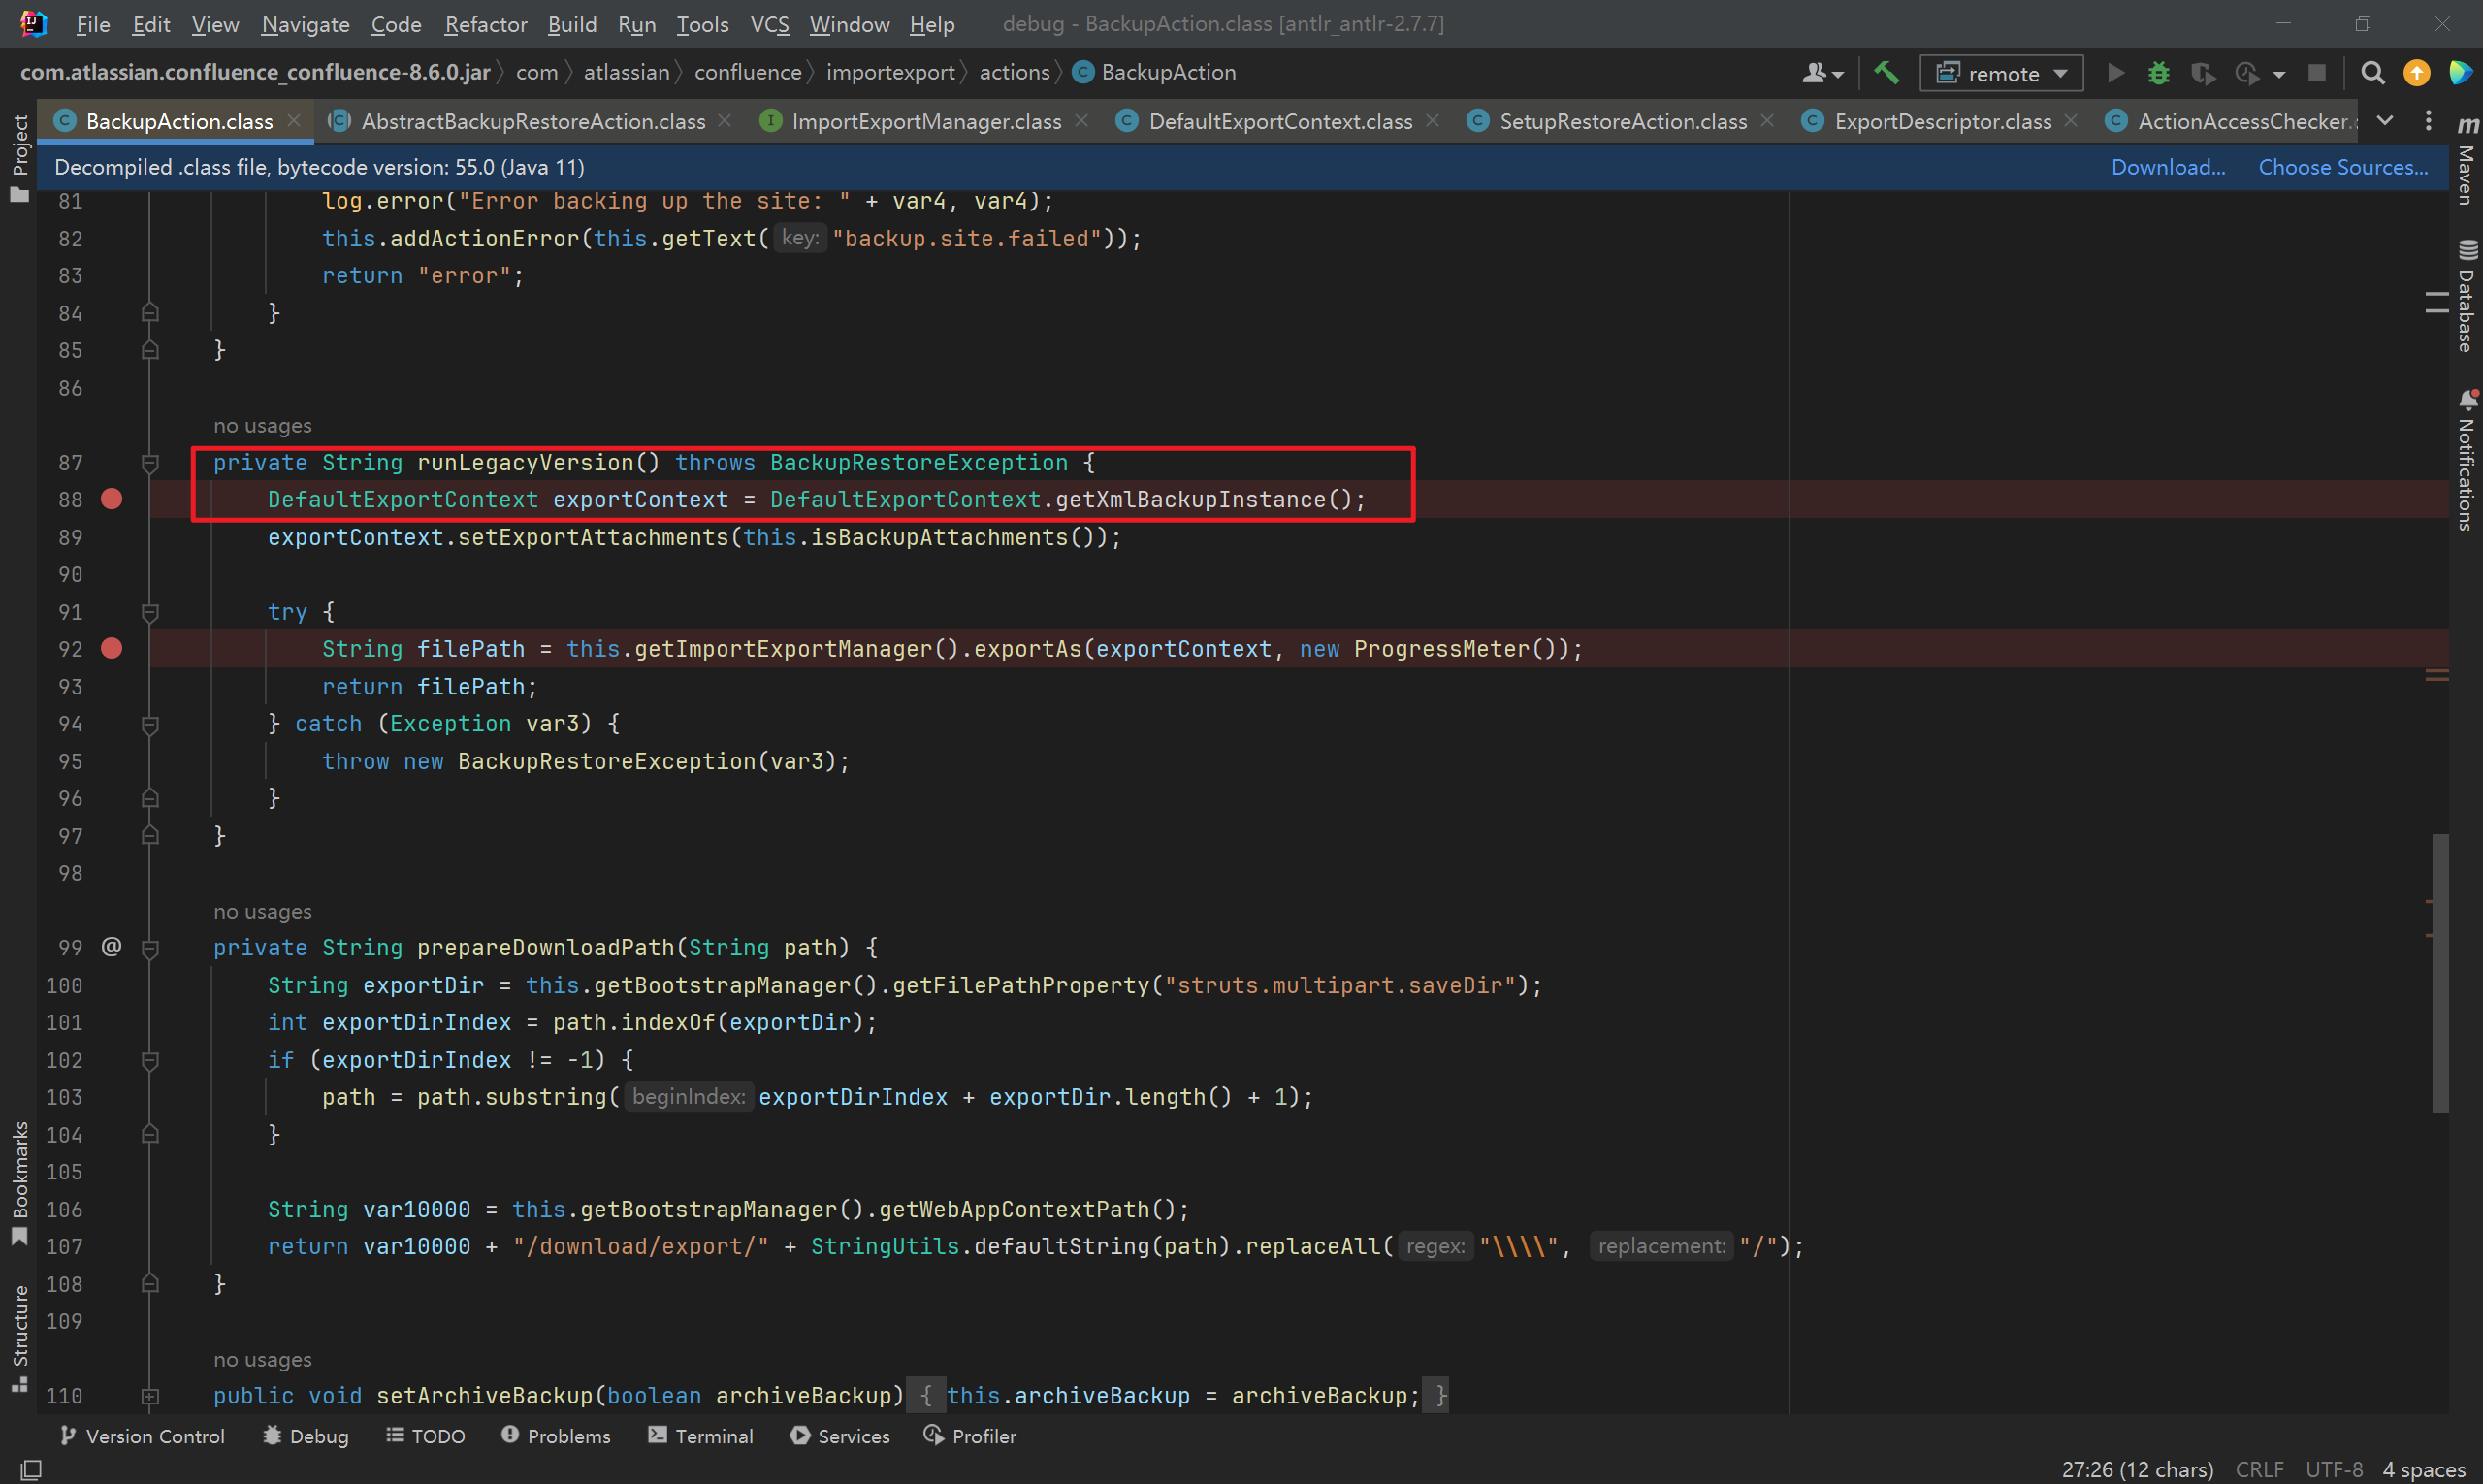 File Edit View Navigate Code Refactor Build Run Tools VCS Window Help debug - BackupAction.class [antlr_antlr-2.7.7]
com.atlassian.confluence_confluence-8.6.0.jar com atlassian confluence importexport actions BackupAction remote
BackupAction.class AbstractBackupRestoreAction.class ImportExportManager.class DefaultExportContext.class SetupRestoreAction.class ExportDescriptor.class ActionAccessChecker.c
Decompiled .class file, bytecode version: 55.0 (Java 11) Download... Choose Sources...
81 log.error("Error backing up the site: " + var4, var4);
82 this.addActionError(this.getText( key: "backup.site.failed"));
83 return "error";
84 }
85 }
86
no usages
87 private String runLegacyVersion() throws BackupRestoreException {
88 DefaultExportContext exportContext = DefaultExportContext.getXmlBackupInstance();
89 exportContext.setExportAttachments(this.isBackupAttachments());
90
91 try {
92 String filePath = this.getImportExportManager().exportAs(exportContext, new ProgressMeter());
93 return filePath;
94 } catch (Exception var3) {
95 throw new BackupRestoreException(var3);
96 }
97 }
98
no usages
99 @ private String prepareDownloadPath(String path) {
100 String exportDir = this.getBootstrapManager().getFilePathProperty("struts.multipart.saveDir");
101 int exportDirIndex = path.indexOf(exportDir);
102 if (exportDirIndex != -1) {
103 path = path.substring( beginIndex: exportDirIndex + exportDir.length() + 1);
104 }
105
106 String var10000 = this.getBootstrapManager().getWebAppContextPath();
107 return var10000 + "/download/export/" + StringUtils.defaultString(path).replaceAll( regex: "\\\\", replacement: "/");
108 }
109
no usages
110 public void setArchiveBackup(boolean archiveBackup) { this.archiveBackup = archiveBackup; }
Project
Bookmarks
Structure
m
Maven
Database
Notifications
Version Control Debug TODO Problems Terminal Services Profiler
27:26 (12 chars) CRLF UTF-8 4 spaces